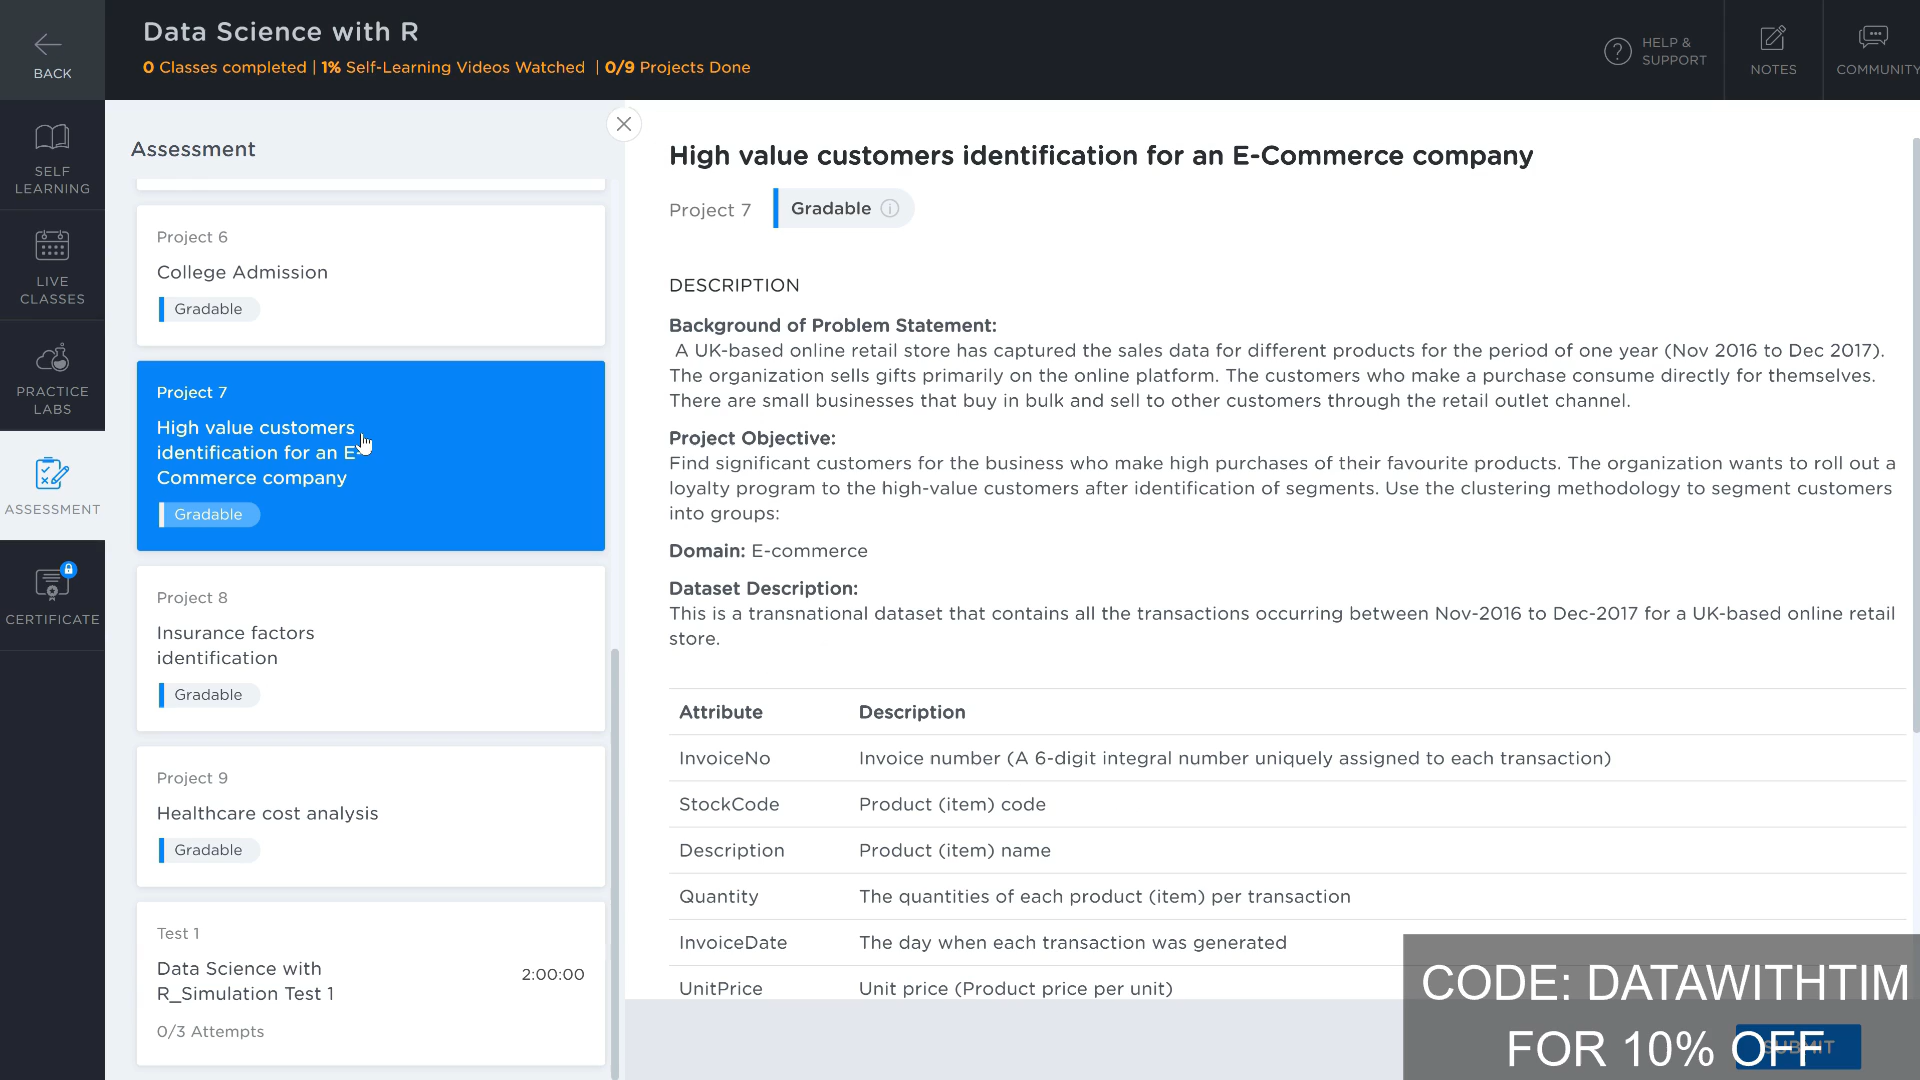 BACK
Data Science with R
0 Classes completed | 1% Self-Learning Videos Watched | 0/9 Projects Done
HELP &
SUPPORT
NOTES
COMMUNITY
SELF
LEARNING
LIVE
CLASSES
PRACTICE
LABS
ASSESSMENT
CERTIFICATE
Assessment
Project 6
College Admission
Gradable
Project 7
High value customers
identification for an E-
Commerce company
Gradable
Project 8
Insurance factors
identification
Gradable
Project 9
Healthcare cost analysis
Gradable
Test 1
Data Science with
R_Simulation Test 1
2:00:00
0/3 Attempts
High value customers identification for an E-Commerce company
Project 7
Gradable
DESCRIPTION
Background of Problem Statement:
A UK-based online retail store has captured the sales data for different products for the period of one year (Nov 2016 to Dec 2017).
The organization sells gifts primarily on the online platform. The customers who make a purchase consume directly for themselves.
There are small businesses that buy in bulk and sell to other customers through the retail outlet channel.
Project Objective:
Find significant customers for the business who make high purchases of their favourite products. The organization wants to roll out a
loyalty program to the high-value customers after identification of segments. Use the clustering methodology to segment customers
into groups:
Domain: E-commerce
Dataset Description:
This is a transnational dataset that contains all the transactions occurring between Nov-2016 to Dec-2017 for a UK-based online retail
store.
Attribute Description
InvoiceNo Invoice number (A 6-digit integral number uniquely assigned to each transaction)
StockCode Product (item) code
Description Product (item) name
Quantity The quantities of each product (item) per transaction
InvoiceDate The day when each transaction was generated
UnitPrice Unit price (Product price per unit)
SUBMIT
CODE: DATAWITHTIM
FOR 10% OFF